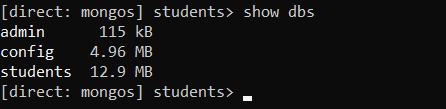 [direct: mongos] students> show dbs
admin      115 kB
config    4.96 MB
students  12.9 MB
[direct: mongos] students>